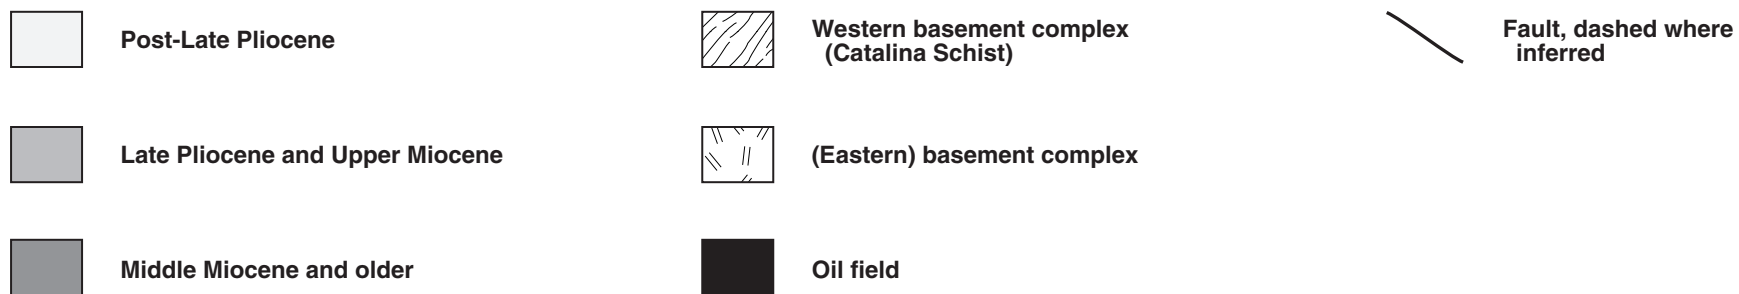 Post-Late Pliocene
Late Pliocene and Upper Miocene
Middle Miocene and older
Western basement complex
(Catalina Schist)
(Eastern) basement complex
Oil field
Fault, dashed where
inferred